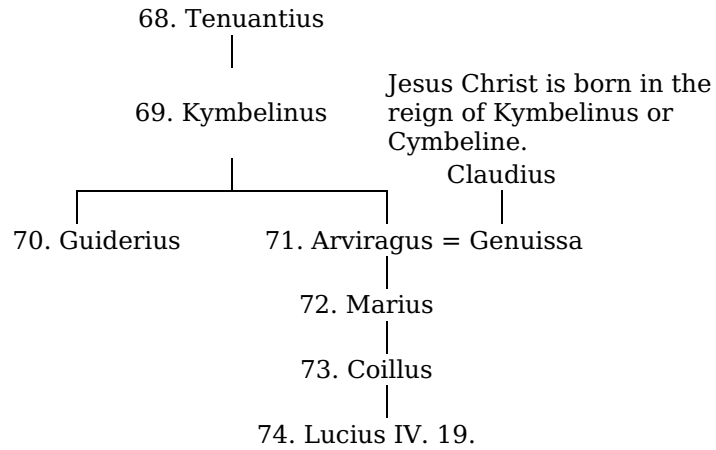 68. Tenuantius
69. Kymbelinus
Jesus Christ is born in the
reign of Kymbelinus or
Cymbeline.
Claudius
70. Guiderius
71. Arviragus = Genuissa
72. Marius
73. Coillus
74. Lucius IV. 19.